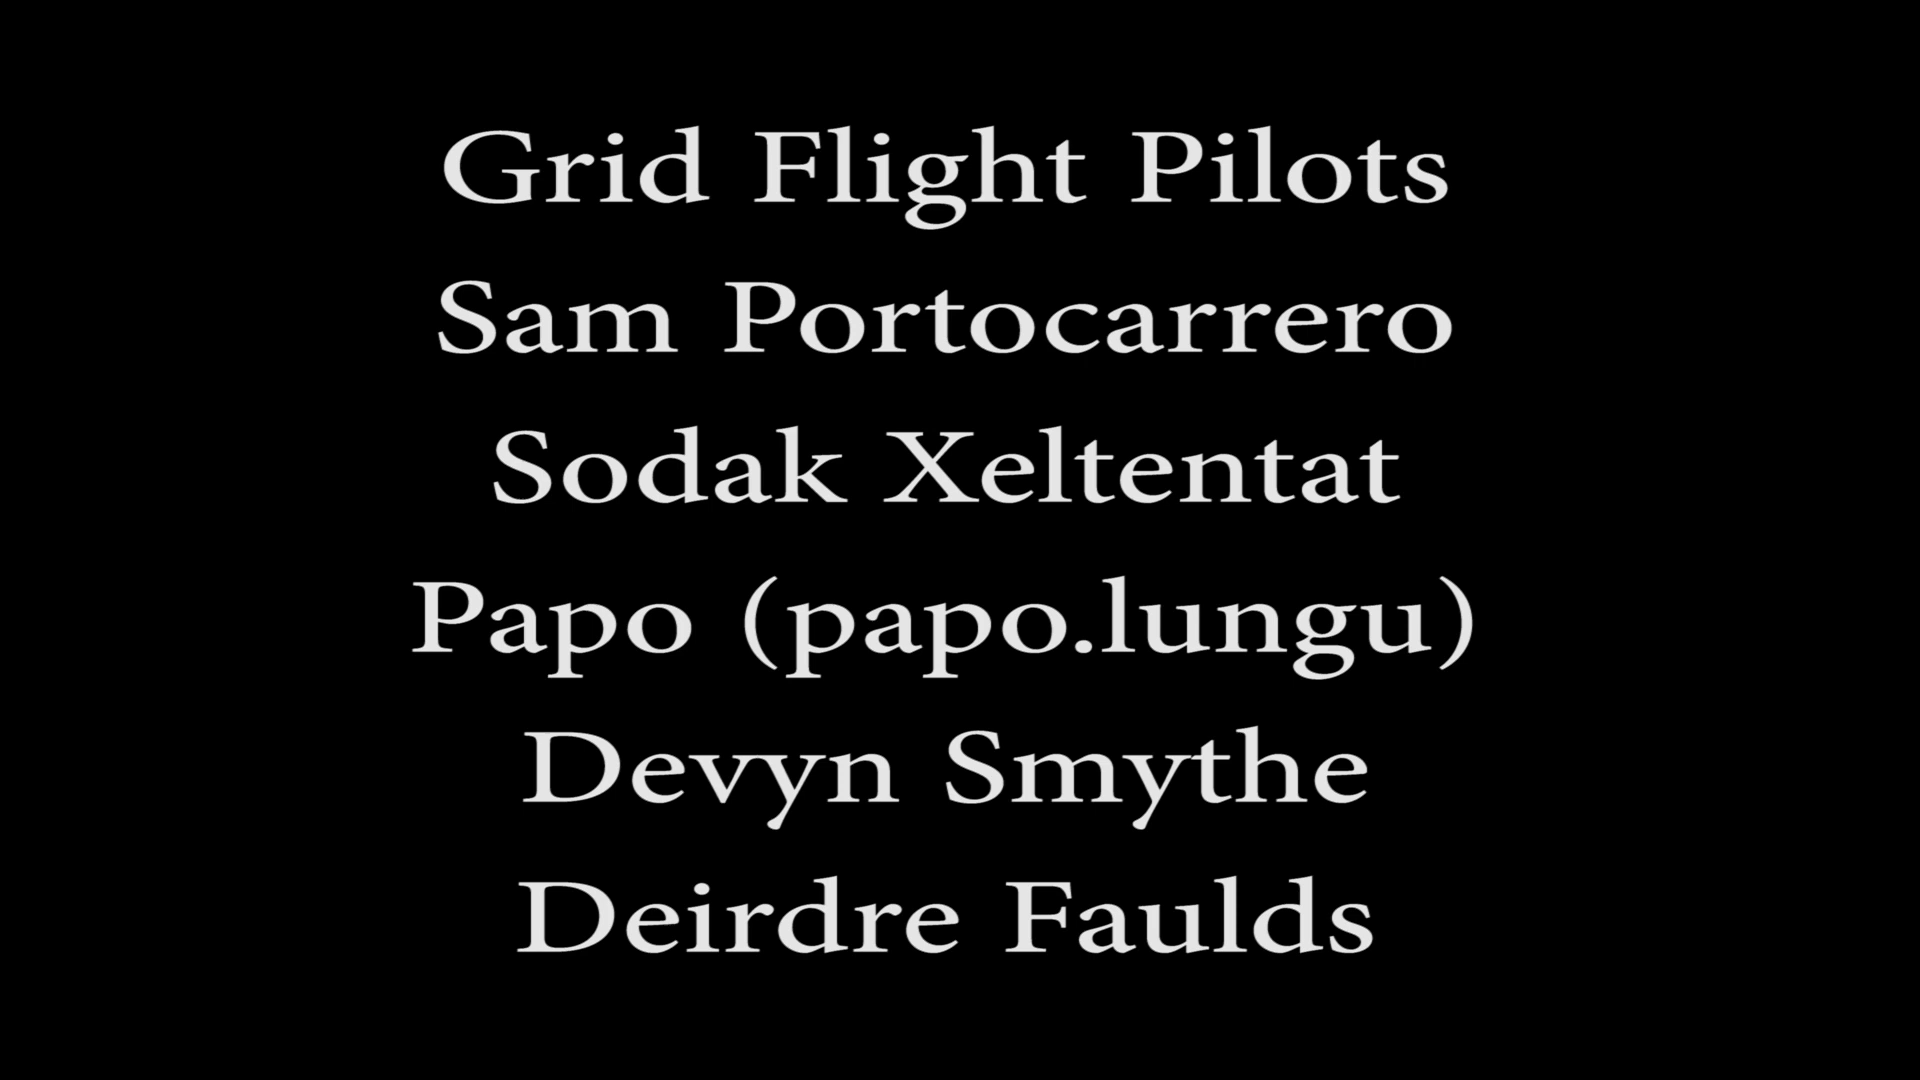 Grid Flight Pilots
Sam Portocarrero
Sodak Xeltentat
Papo (papo.lungu)
Devyn Smythe
Deirdre Faulds